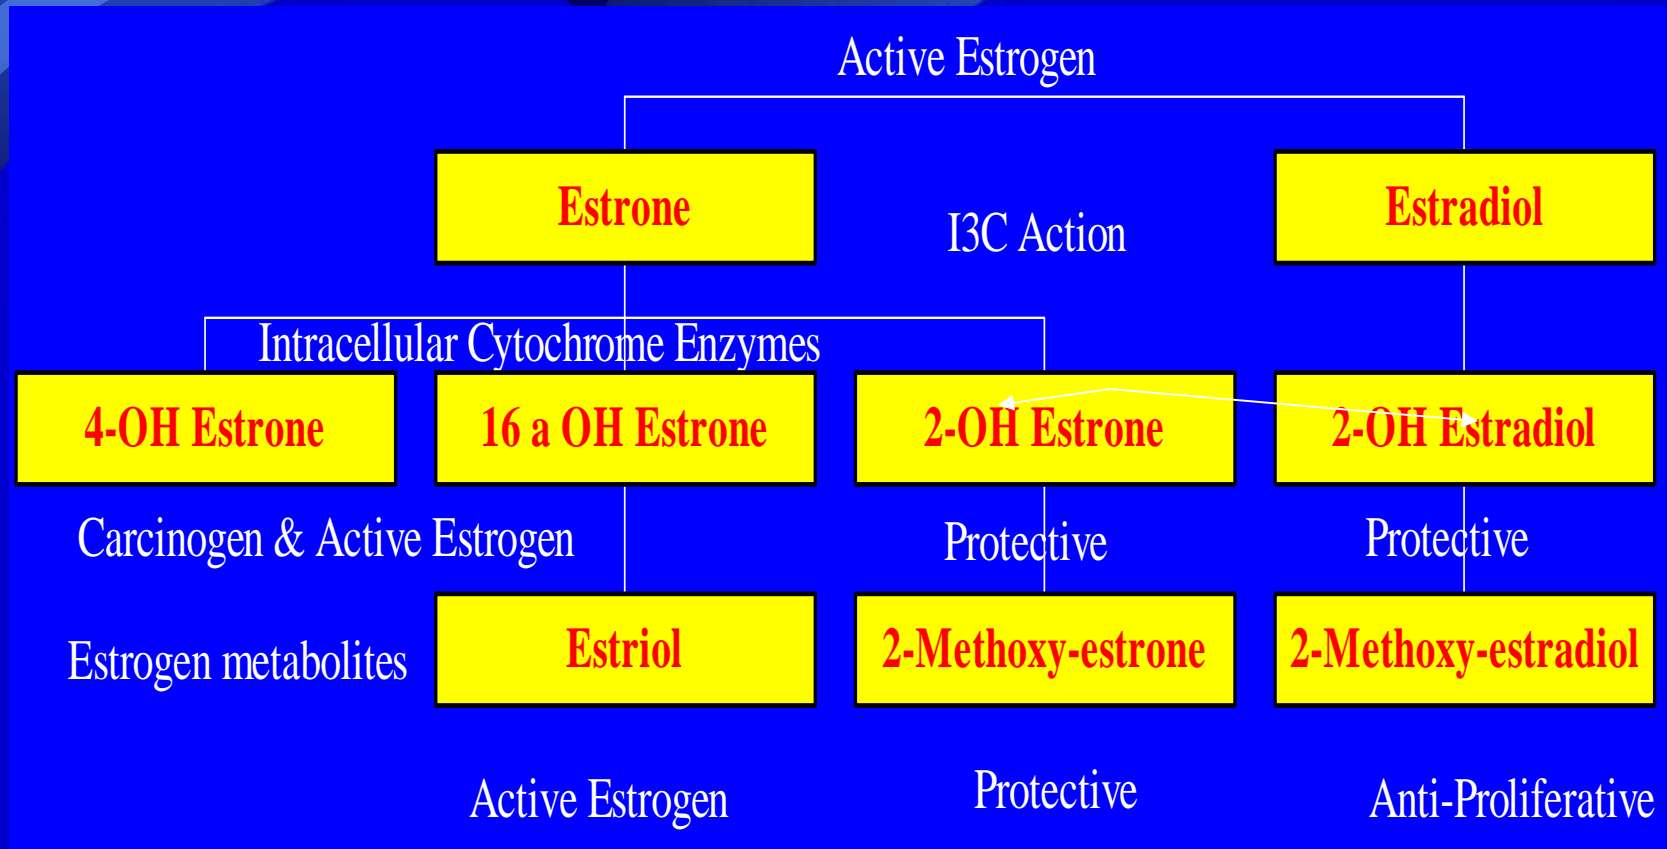 Active Estrogen
Estrone
I3C Action
Estradiol
Intracellular Cytochrome Enzymes
4-OH Estrone
16 a OH Estrone
2-OH Estrone
2-OH Estradiol
Carcinogen & Active Estrogen
Protective
Protective
Estrogen metabolites
Estriol
2-Methoxy-estrone
2-Methoxy-estradiol
Active Estrogen
Protective
Anti-Proliferative